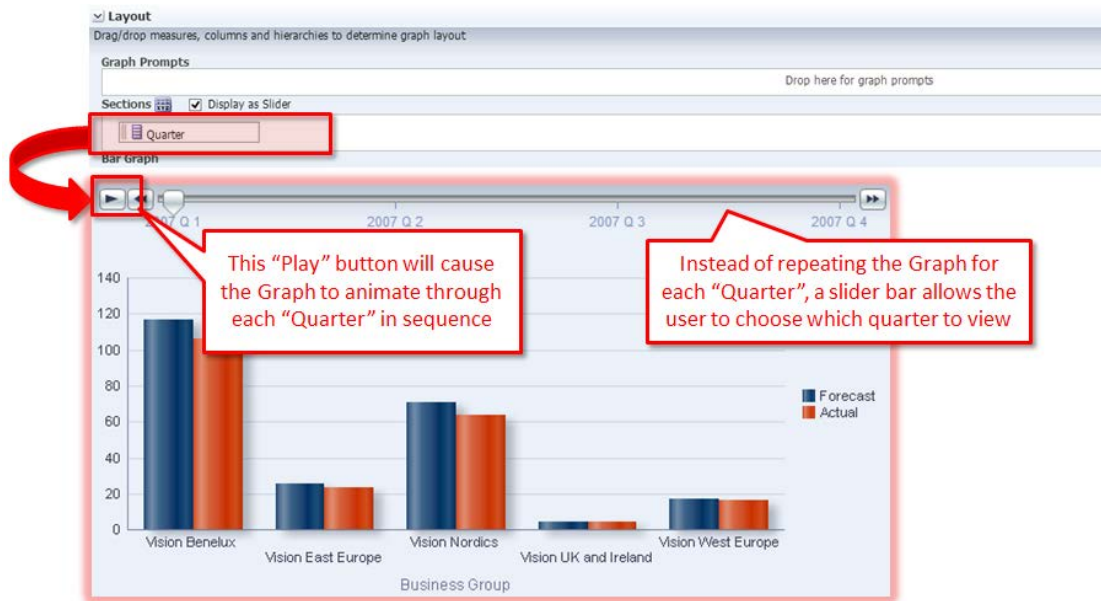 Layout
Drag/drop measures, columns and hierarchies to determine graph layout
Graph Prompts
Drop here for graph prompts
Sections Display as Slider
Quarter
Bar Graph
2007 Q 1 2007 Q 2 2007 Q 3 2007 Q 4
This “Play” button will cause
the Graph to animate through
each “Quarter” in sequence
Instead of repeating the Graph for
each “Quarter”, a slider bar allows the
user to choose which quarter to view
140
120
100
80
60
40
20
0
Forecast
Actual
Vision Benelux
Vision East Europe
Vision Nordics
Vision UK and Ireland
Vision West Europe
Business Group